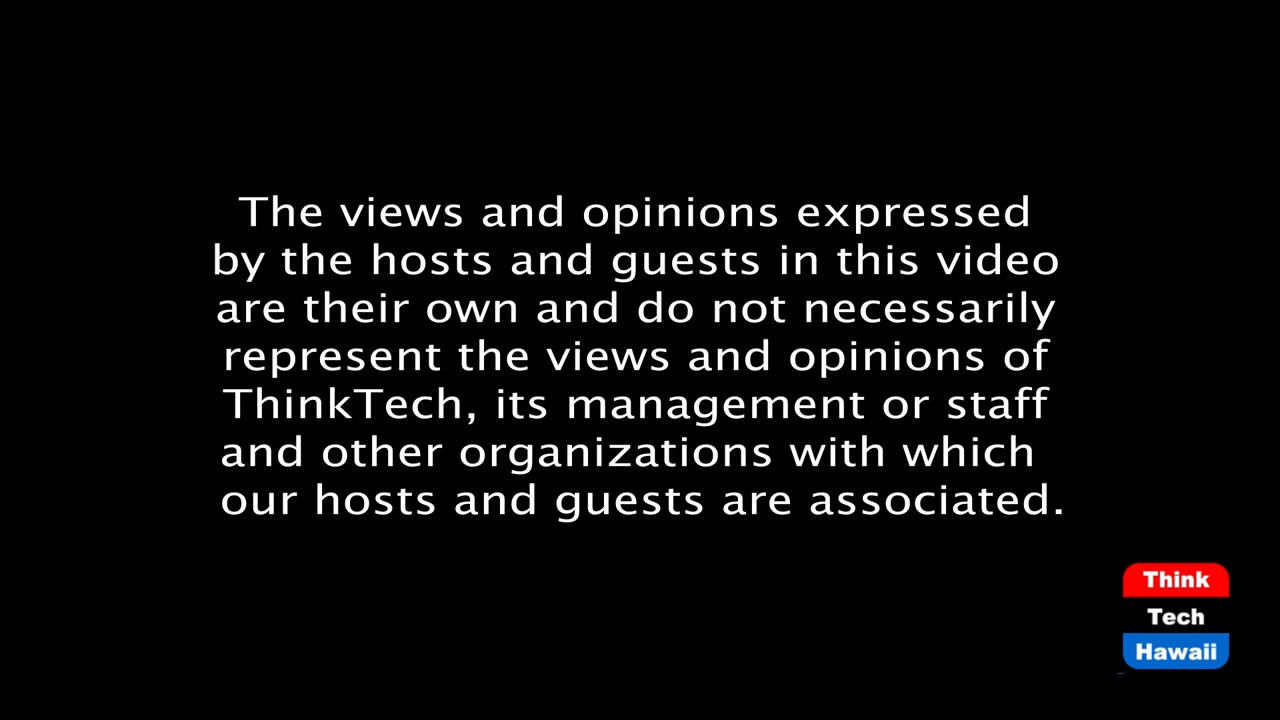 The views and opinions expressed
by the hosts and guests in this video
are their own and do not necessarily
represent the views and opinions of
ThinkTech, its management or staff
and other organizations with which
our hosts and guests are associated.
Think
Tech
Hawaii